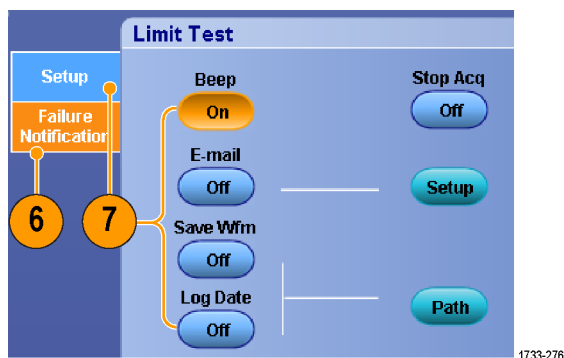 Limit Test
Setup
Failure
Notification
6
7
Beep
On
Stop Acq
Off
E-mail
Off
Setup
Save Wfm
Off
Log Date
Off
Path
1733-276